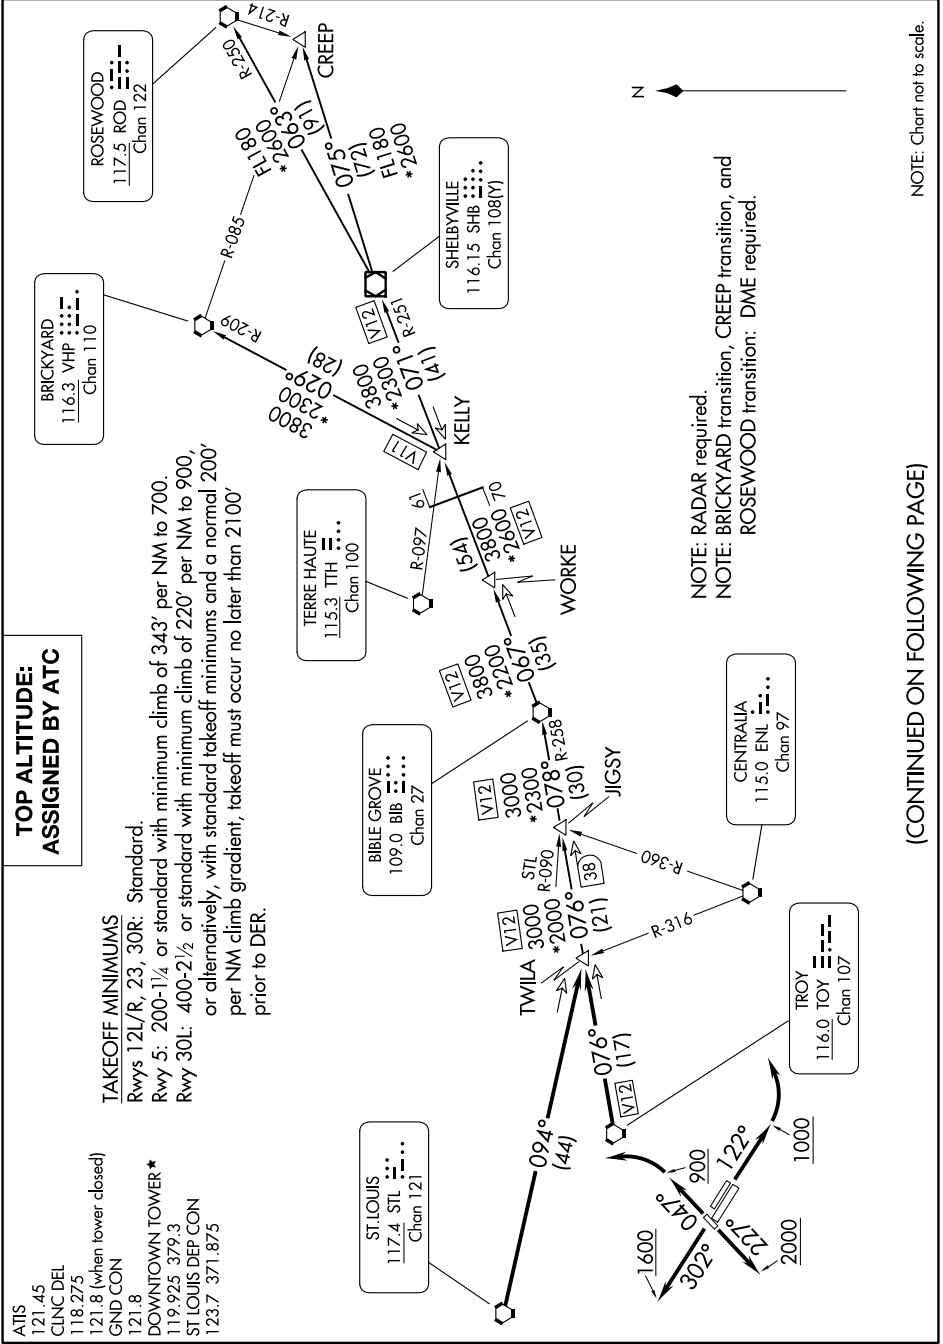 ATIS
121.45
CLNC DEL
118.275
121.8 (when tower closed)
GND CON
121.8
DOWNTOWN TOWER★
119.925 379.3
ST LOUIS DEP CON
123.7 371.875
TOP ALTITUDE:
ASSIGNED BY ATC
TAKEOFF MINIMUMS
Rwys 12L/R, 23, 30R: Standard.
Rwy 5: 200-1¼ or standard with minimum climb of 343' per NM to 700.
Rwy 30L: 400-2½ or standard with minimum climb of 220' per NM to 900,
or alternatively, with standard takeoff minimums and a normal 200'
per NM climb gradient, takeoff must occur no later than 2100'
prior to DER.
ST.LOUIS
117.4 STL
Chan 121
094°
(44)
TROY
116.0 TOY
Chan 107
V12
076°
(17)
TWILA
V12
3000
*2000
076°
(21)
STL
R-090
38
JIGSY
R-316
R-360
CENTRALIA
115.0 ENL
Chan 97
V12
3000
*2300
078°
(30)
R-258
BIBLE GROVE
109.0 BIB
Chan 27
V12
3800
*2200
067°
(35)
WORKE
(54)
3800
*2600
V12
61
70
TERRE HAUTE
115.3 TTH
Chan 100
R-097
KELLY
V11
3800
*2300
029°
(28)
R-209
BRICKYARD
116.3 VHP
Chan 110
R-085
V12
3800
*2300
071°
(41)
R-251
SHELBYVILLE
116.15 SHB
Chan 108(Y)
FL180
*2600
063°
(91)
R-250
075°
(72)
FL180
*2600
ROSEWOOD
117.5 ROD
Chan 122
R-214
CREEP
1600
302°
047°
900
227°
2000
122°
1000
N
NOTE: RADAR required.
NOTE: BRICKYARD transition, CREEP transition, and
ROSEWOOD transition: DME required.
NOTE: Chart not to scale.
(CONTINUED ON FOLLOWING PAGE)